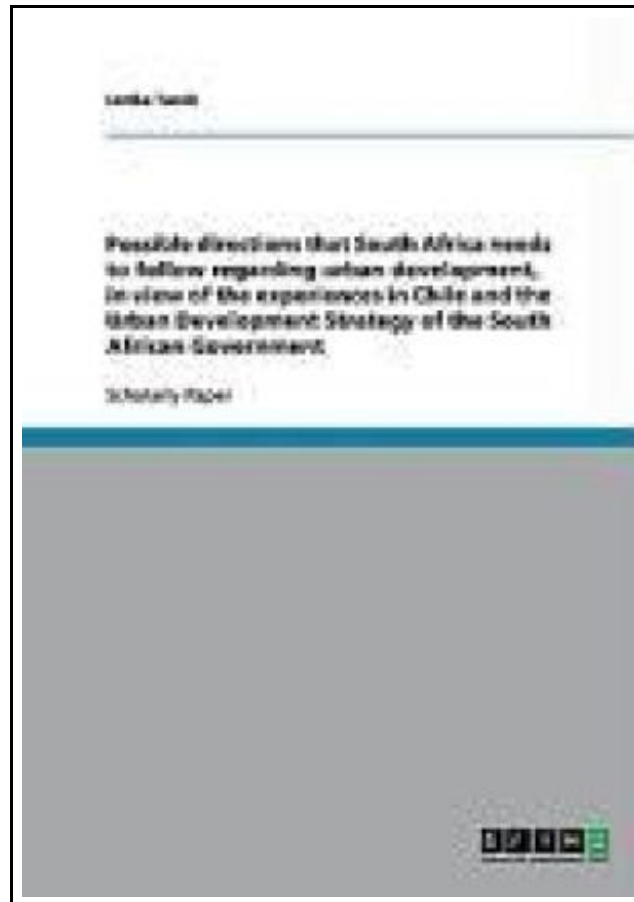 Possible directions that South Africa needs
to follow regarding urban development,
in view of the experiences in Chile and the
Urban Development Strategy of the South
African Government
Scholarly Paper